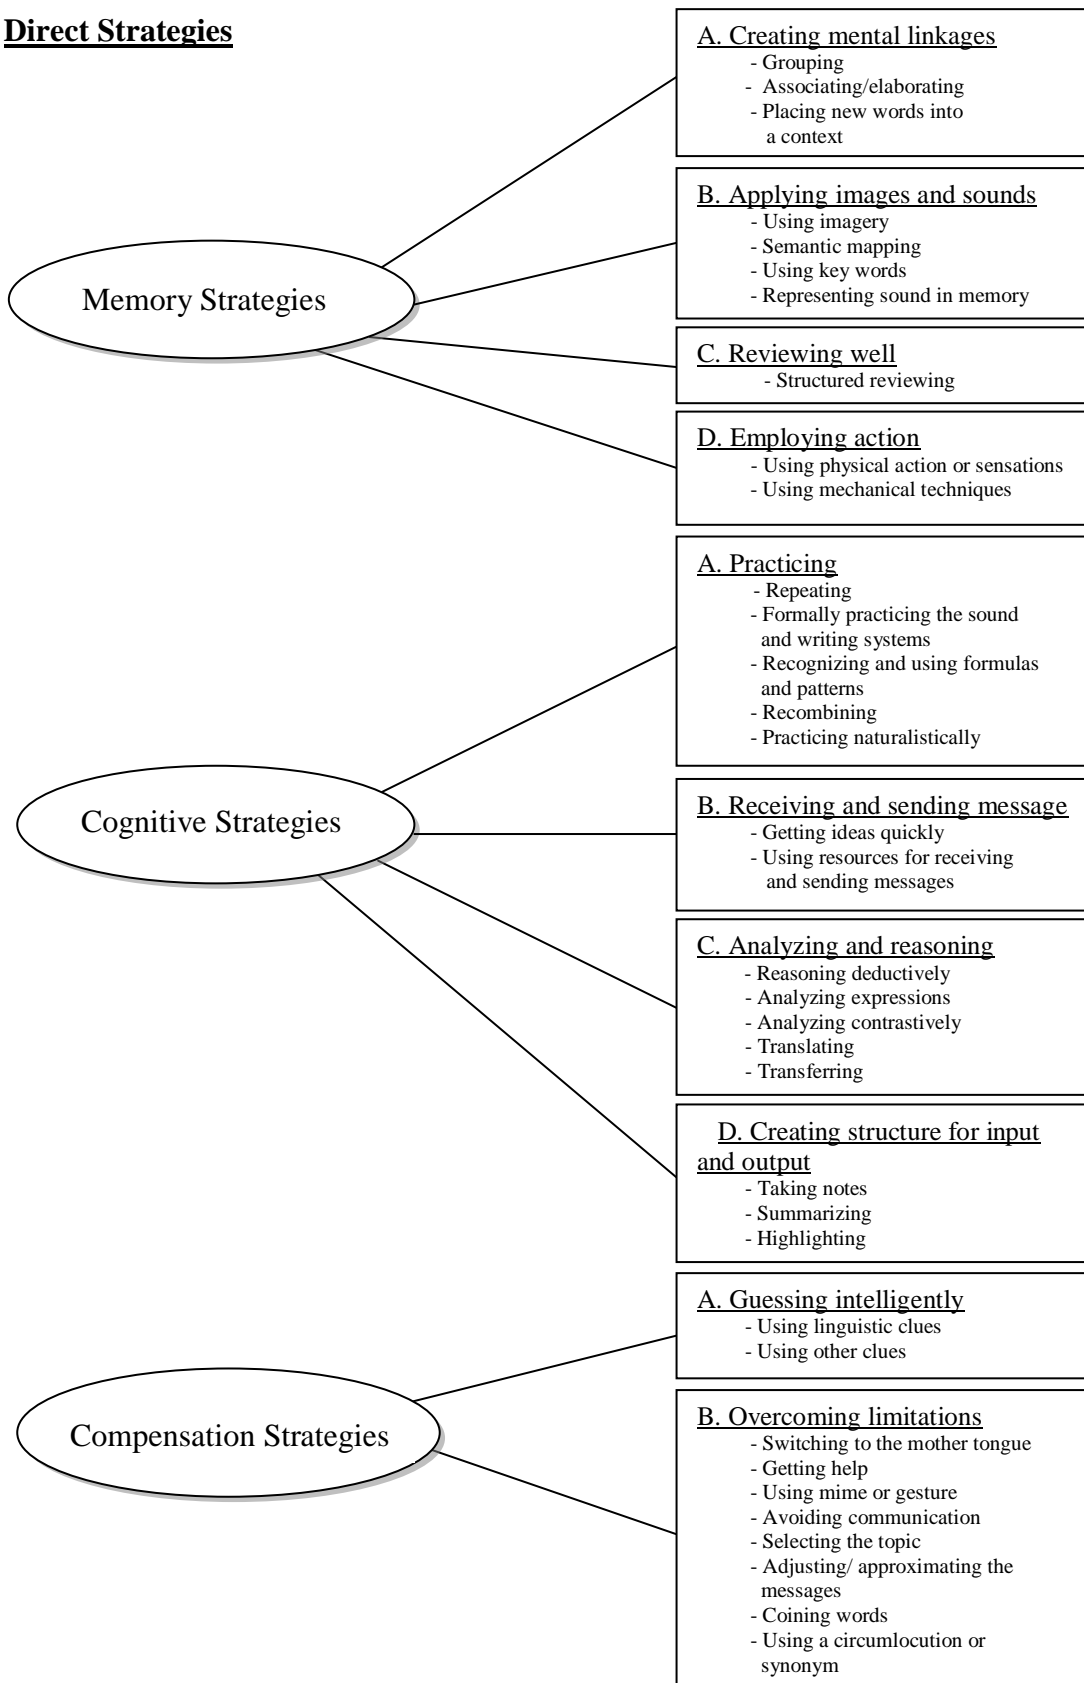 Direct Strategies
A. Creating mental linkages
- Grouping
- Associating/elaborating
- Placing new words into
a context
B. Applying images and sounds
- Using imagery
- Semantic mapping
- Using key words
- Representing sound in memory
Memory Strategies
C. Reviewing well
- Structured reviewing
D. Employing action
- Using physical action or sensations
- Using mechanical techniques
A. Practicing
- Repeating
- Formally practicing the sound
and writing systems
- Recognizing and using formulas
and patterns
- Recombining
- Practicing naturalistically
Cognitive Strategies
B. Receiving and sending message
- Getting ideas quickly
- Using resources for receiving
and sending messages
C. Analyzing and reasoning
- Reasoning deductively
- Analyzing expressions
- Analyzing contrastively
- Translating
- Transferring
D. Creating structure for input
and output
- Taking notes
- Summarizing
- Highlighting
A. Guessing intelligently
- Using linguistic clues
- Using other clues
Compensation Strategies
B. Overcoming limitations
- Switching to the mother tongue
- Getting help
- Using mime or gesture
- Avoiding communication
- Selecting the topic
- Adjusting/ approximating the
messages
- Coining words
- Using a circumlocution or
synonym